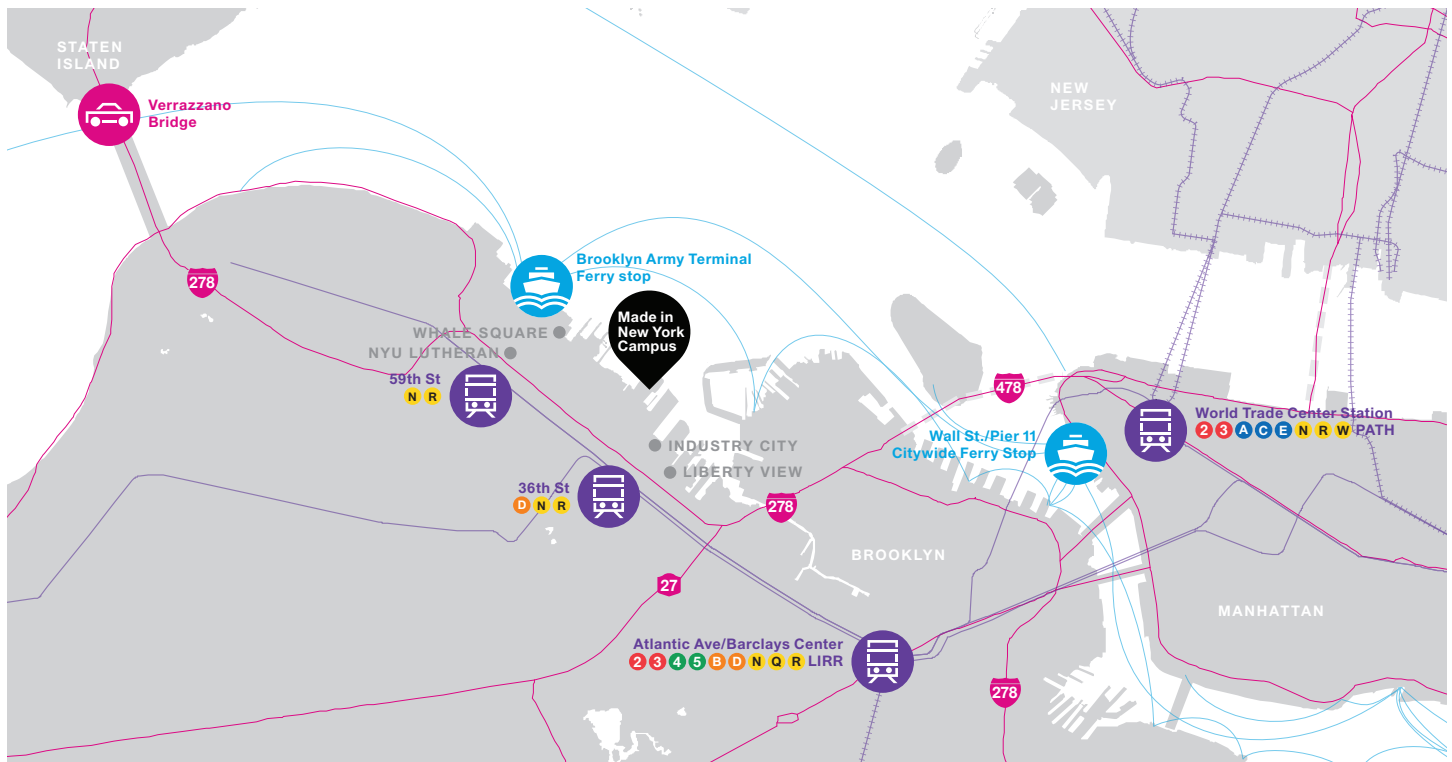 STATEN
ISLAND
Verrazzano
Bridge
NEW
JERSEY
278
Brooklyn Army Terminal
Ferry stop
Made in
New York
Campus
WHALE SQUARE
NYU LUTHERAN
59th St
N R
478
World Trade Center Station
2 3 A C E N R W PATH
Wall St./Pier 11
Citywide Ferry Stop
INDUSTRY CITY
LIBERTY VIEW
36th St
D N R
278
BROOKLYN
27
MANHATTAN
Atlantic Ave/Barclays Center
2 3 4 5 B D N Q R LIRR
278